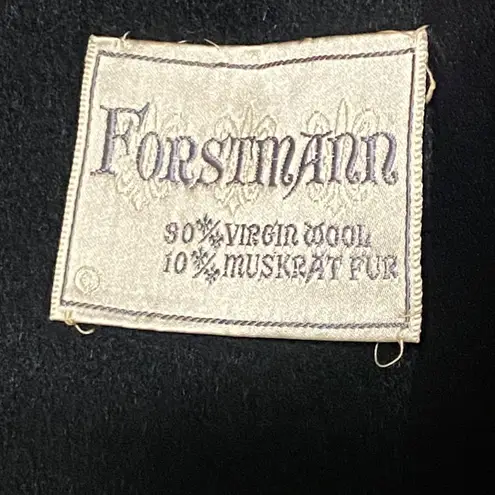 FORSTMANN
90% VIRGIN WOOL
10% MUSKRAT FUR